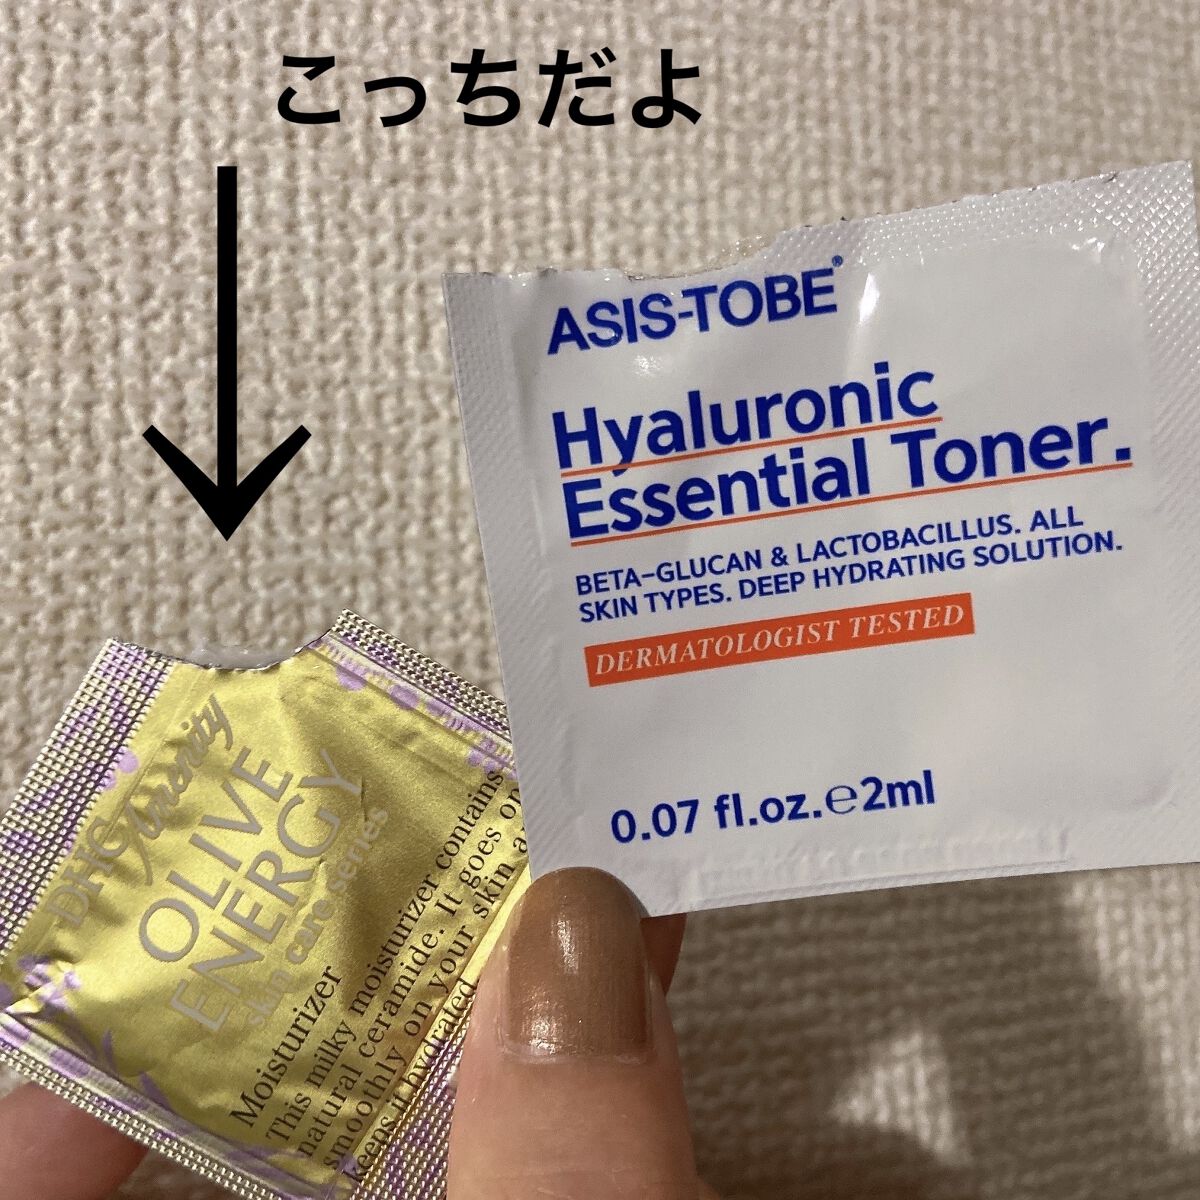 こっちだよ
ASIS-TOBE®
Hyaluronic
Essential Toner.
BETA-GLUCAN & LACTOBACILLUS. ALL
SKIN TYPES. DEEP HYDRATING SOLUTION.
DERMATOLOGIST TESTED
0.07 fl.oz.℮2ml
DHC Amenity
OLIVE
ENERGY
skin care series
Moisturizer
This milky moisturizer contains
natural ceramide. It goes on
smoothly on your skin
keeps it hydrated